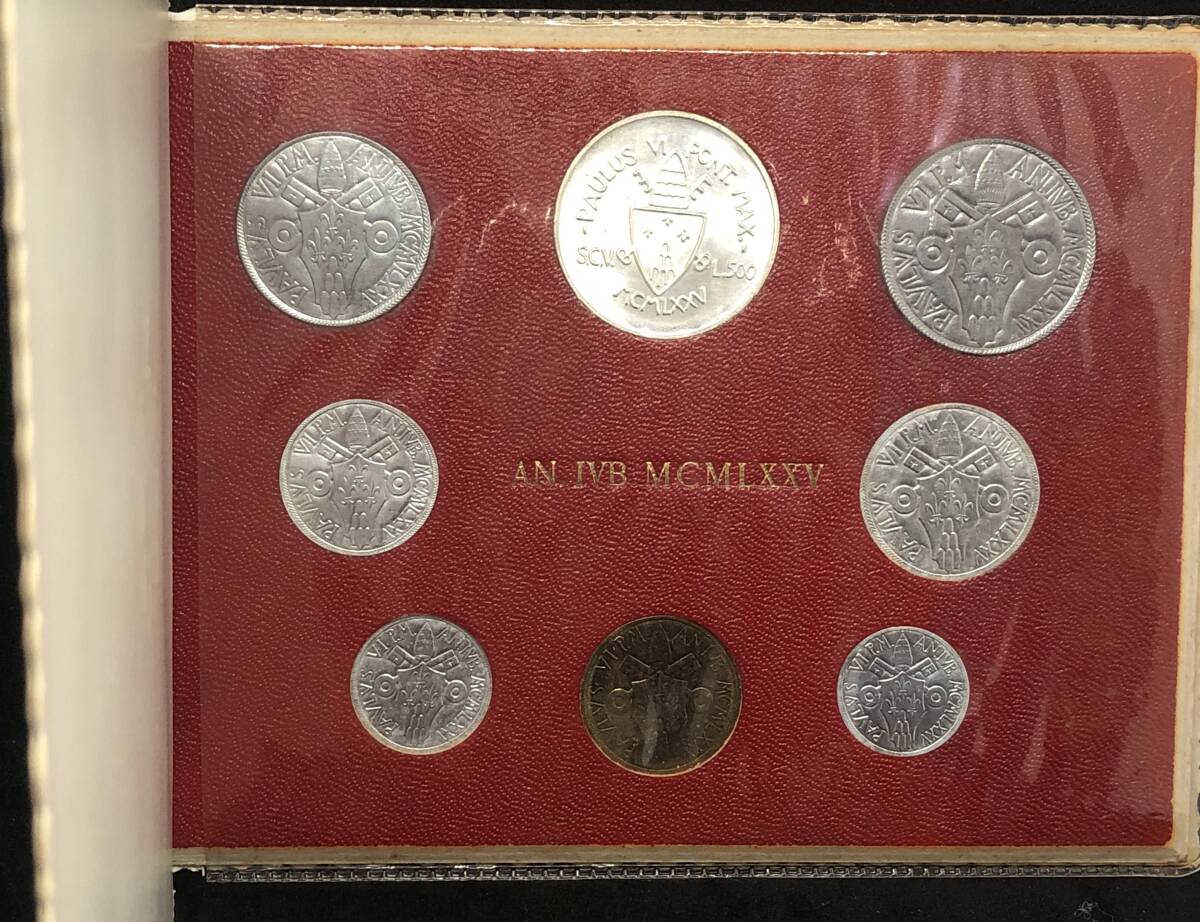 PAVLVS VI P.M. AN IVB. MCMLXXV
PAULUS VI PONT MAX
S.C.V. L.500
MCMLXXV
PAVLVS VI P.M. AN IVB. MCMLXXV
PAVLVS VI P.M. AN IVB. MCMLXXV
AN. IVB MCMLXXV
PAVLVS VI P.M. AN IVB. MCMLXXV
PAVLVS VI P.M. AN IVB. MCMLXXV
PAVLVS VI P.M. AN IVB MCMLXXV
PAVLVS VI P.M. AN IVB. MCMLXXV